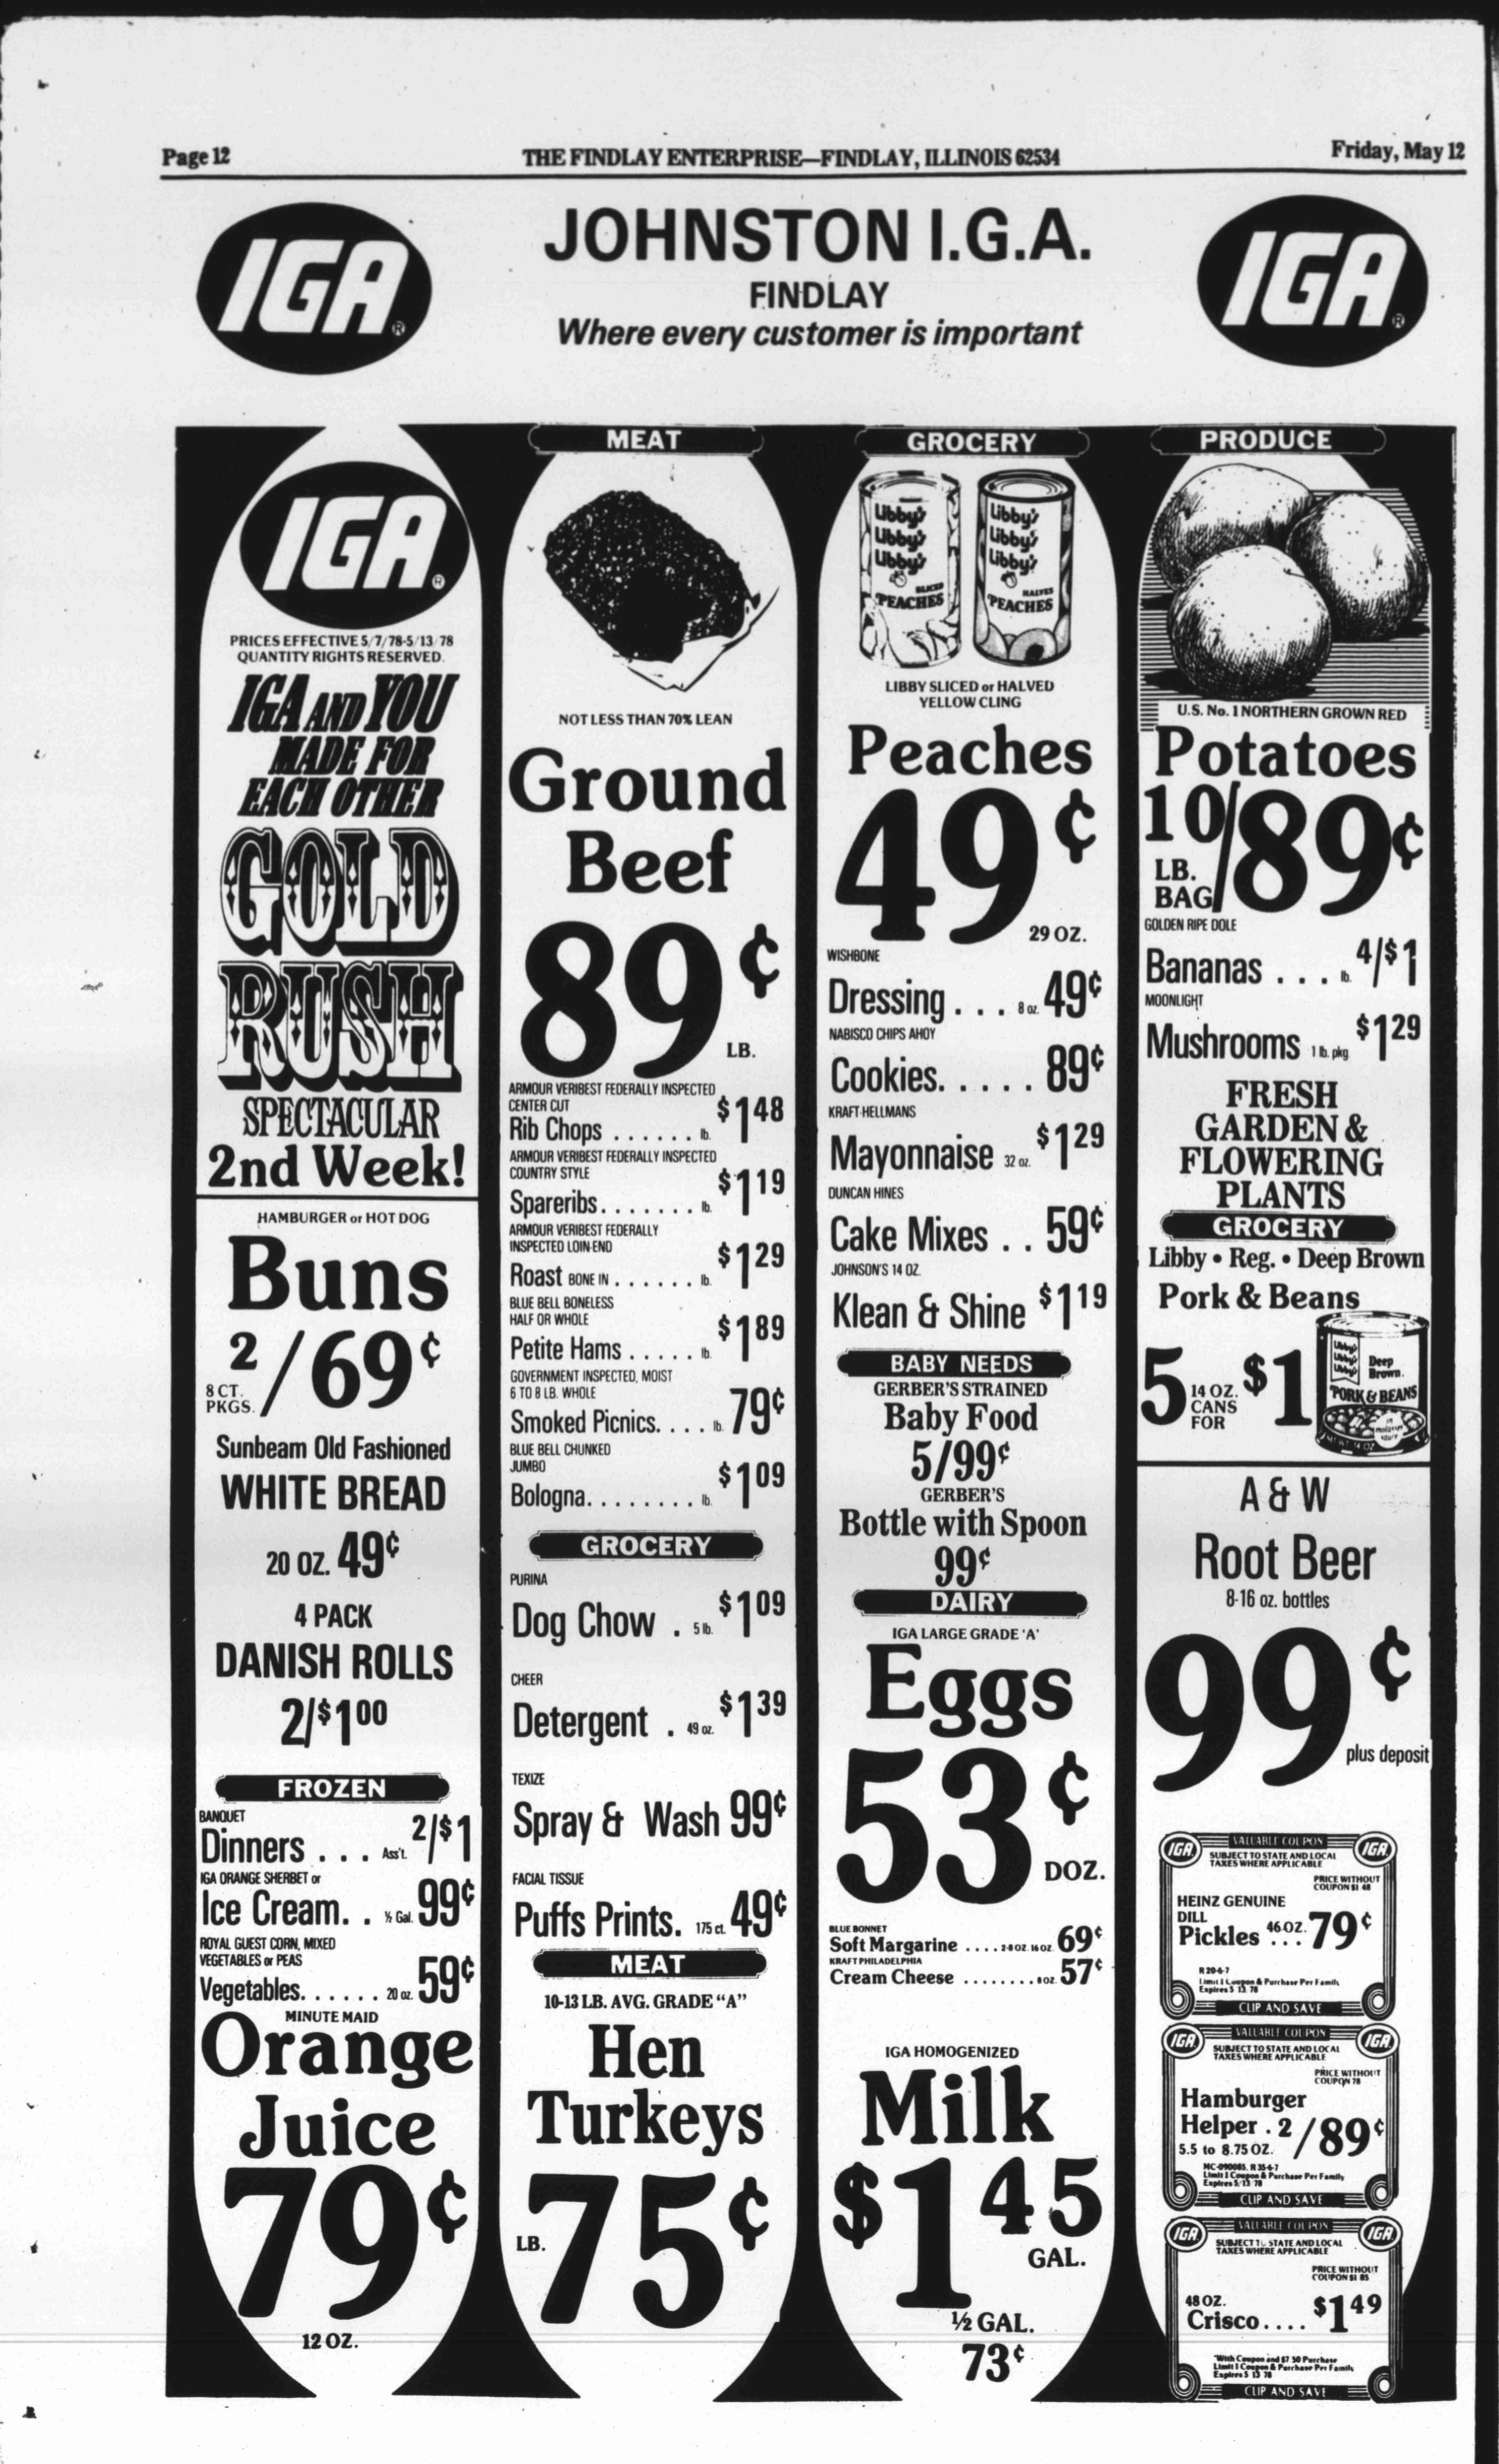 Page 12
THE FINDLAY ENTERPRISE—FINDLAY, ILLINOIS 62534
Friday, May 12
IGA®
JOHNSTON I.G.A.
FINDLAY
Where every customer is important
IGA®
IGA®
PRICES EFFECTIVE 5/7/78-5/13/78
QUANTITY RIGHTS RESERVED.
IGA AND YOU
MADE FOR
EACH OTHER
GOLD
RUSH
SPECTACULAR
2nd Week!
HAMBURGER or HOT DOG
Buns
2/69¢
8 CT.
PKGS.
Sunbeam Old Fashioned
WHITE BREAD
20 OZ. 49¢
4 PACK
DANISH ROLLS
2/$1 00
FROZEN
BANQUET
Dinners . . . Ass't. 2/$1
IGA ORANGE SHERBET or
Ice Cream. . ½ Gal. 99¢
ROYAL GUEST CORN, MIXED
VEGETABLES or PEAS
Vegetables. . . . . . 20 oz. 59¢
MINUTE MAID
Orange
Juice
79¢
12 OZ.
MEAT
NOT LESS THAN 70% LEAN
Ground
Beef
89¢
LB.
ARMOUR VERIBEST FEDERALLY INSPECTED
CENTER CUT
Rib Chops . . . . . . lb. $1 48
ARMOUR VERIBEST FEDERALLY INSPECTED
COUNTRY STYLE
Spareribs. . . . . . . lb. $1 19
ARMOUR VERIBEST FEDERALLY
INSPECTED LOIN-END
Roast BONE IN . . . . . . lb. $1 29
BLUE BELL BONELESS
HALF OR WHOLE
Petite Hams . . . . . lb. $1 89
GOVERNMENT INSPECTED, MOIST
6 TO 8 LB. WHOLE
Smoked Picnics. . . . lb. 79¢
BLUE BELL CHUNKED
JUMBO
Bologna. . . . . . . . lb. $1 09
GROCERY
PURINA
Dog Chow . 5 lb. $1 09
CHEER
Detergent . 49 oz. $1 39
TEXIZE
Spray & Wash 99¢
FACIAL TISSUE
Puffs Prints. 175 ct. 49¢
MEAT
10-13 LB. AVG. GRADE "A"
Hen
Turkeys
LB. 75¢
GROCERY
Libby's
Libby's
Libby's
SLICED
PEACHES
Libby's
Libby's
Libby's
HALVES
PEACHES
LIBBY SLICED or HALVED
YELLOW CLING
Peaches
49¢
29 OZ.
WISHBONE
Dressing . . . 8 oz. 49¢
NABISCO CHIPS AHOY
Cookies. . . . . 89¢
KRAFT-HELLMANS
Mayonnaise 32 oz. $1 29
DUNCAN HINES
Cake Mixes . . 59¢
JOHNSON'S 14 OZ.
Klean & Shine $1 19
BABY NEEDS
GERBER'S STRAINED
Baby Food
5/99¢
GERBER'S
Bottle with Spoon
99¢
DAIRY
IGA LARGE GRADE 'A'
Eggs
53¢
DOZ.
BLUE BONNET
Soft Margarine . . . . 2-8 OZ. 16 OZ. 69¢
KRAFT PHILADELPHIA
Cream Cheese . . . . . . . . 8 OZ. 57¢
IGA HOMOGENIZED
Milk
$1 45
GAL.
½ GAL.
73¢
PRODUCE
U.S. No. 1 NORTHERN GROWN RED
Potatoes
10 LB. BAG/89¢
GOLDEN RIPE DOLE
Bananas . . . lb. 4/$1
MOONLIGHT
Mushrooms 1 lb. pkg. $1 29
FRESH
GARDEN &
FLOWERING
PLANTS
GROCERY
Libby • Reg. • Deep Brown
Pork & Beans
5 14 OZ. CANS FOR $1
Libby's
Libby's
Libby's
Deep
Brown.
PORK & BEANS
in
molasses
sauce
A & W
Root Beer
8-16 oz. bottles
99¢
plus deposit
IGA VALUABLE COUPON IGA
SUBJECT TO STATE AND LOCAL
TAXES WHERE APPLICABLE
PRICE WITHOUT
COUPON $1 48
HEINZ GENUINE
DILL
Pickles 46 OZ. . . . 79¢
R 20-6-7
Limit 1 Coupon & Purchase Per Family
Expires 5 13 78
CLIP AND SAVE
IGA VALUABLE COUPON IGA
SUBJECT TO STATE AND LOCAL
TAXES WHERE APPLICABLE
PRICE WITHOUT
COUPON 78
Hamburger
Helper . 2/89¢
5.5 to 8.75 OZ.
MC-090085, R 35-6-7
Limit 1 Coupon & Purchase Per Family
Expires 5/13 78
CLIP AND SAVE
IGA VALUABLE COUPON IGA
SUBJECT TO STATE AND LOCAL
TAXES WHERE APPLICABLE
PRICE WITHOUT
COUPON $1 85
48 OZ.
Crisco. . . . $1 49
*With Coupon and $7 50 Purchase
Limit 1 Coupon & Purchase Per Family
Expires 5 13 78
CLIP AND SAVE